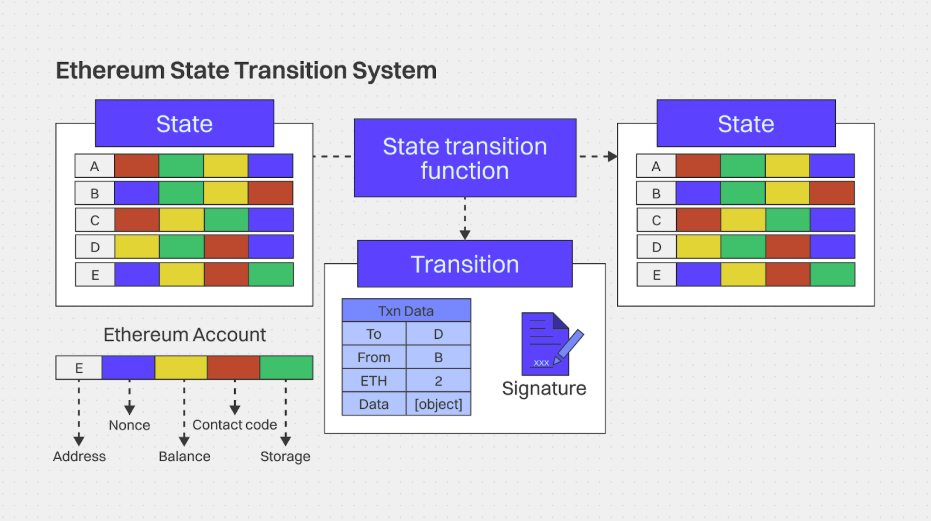 Ethereum State Transition System
State
A
B
C
D
E
State transition
function
State
A
B
C
D
E
Transition
Txn Data
To D
From B
ETH 2
Data [object]
xxx
Signature
Ethereum Account
E
Nonce
Contact code
Address
Balance
Storage